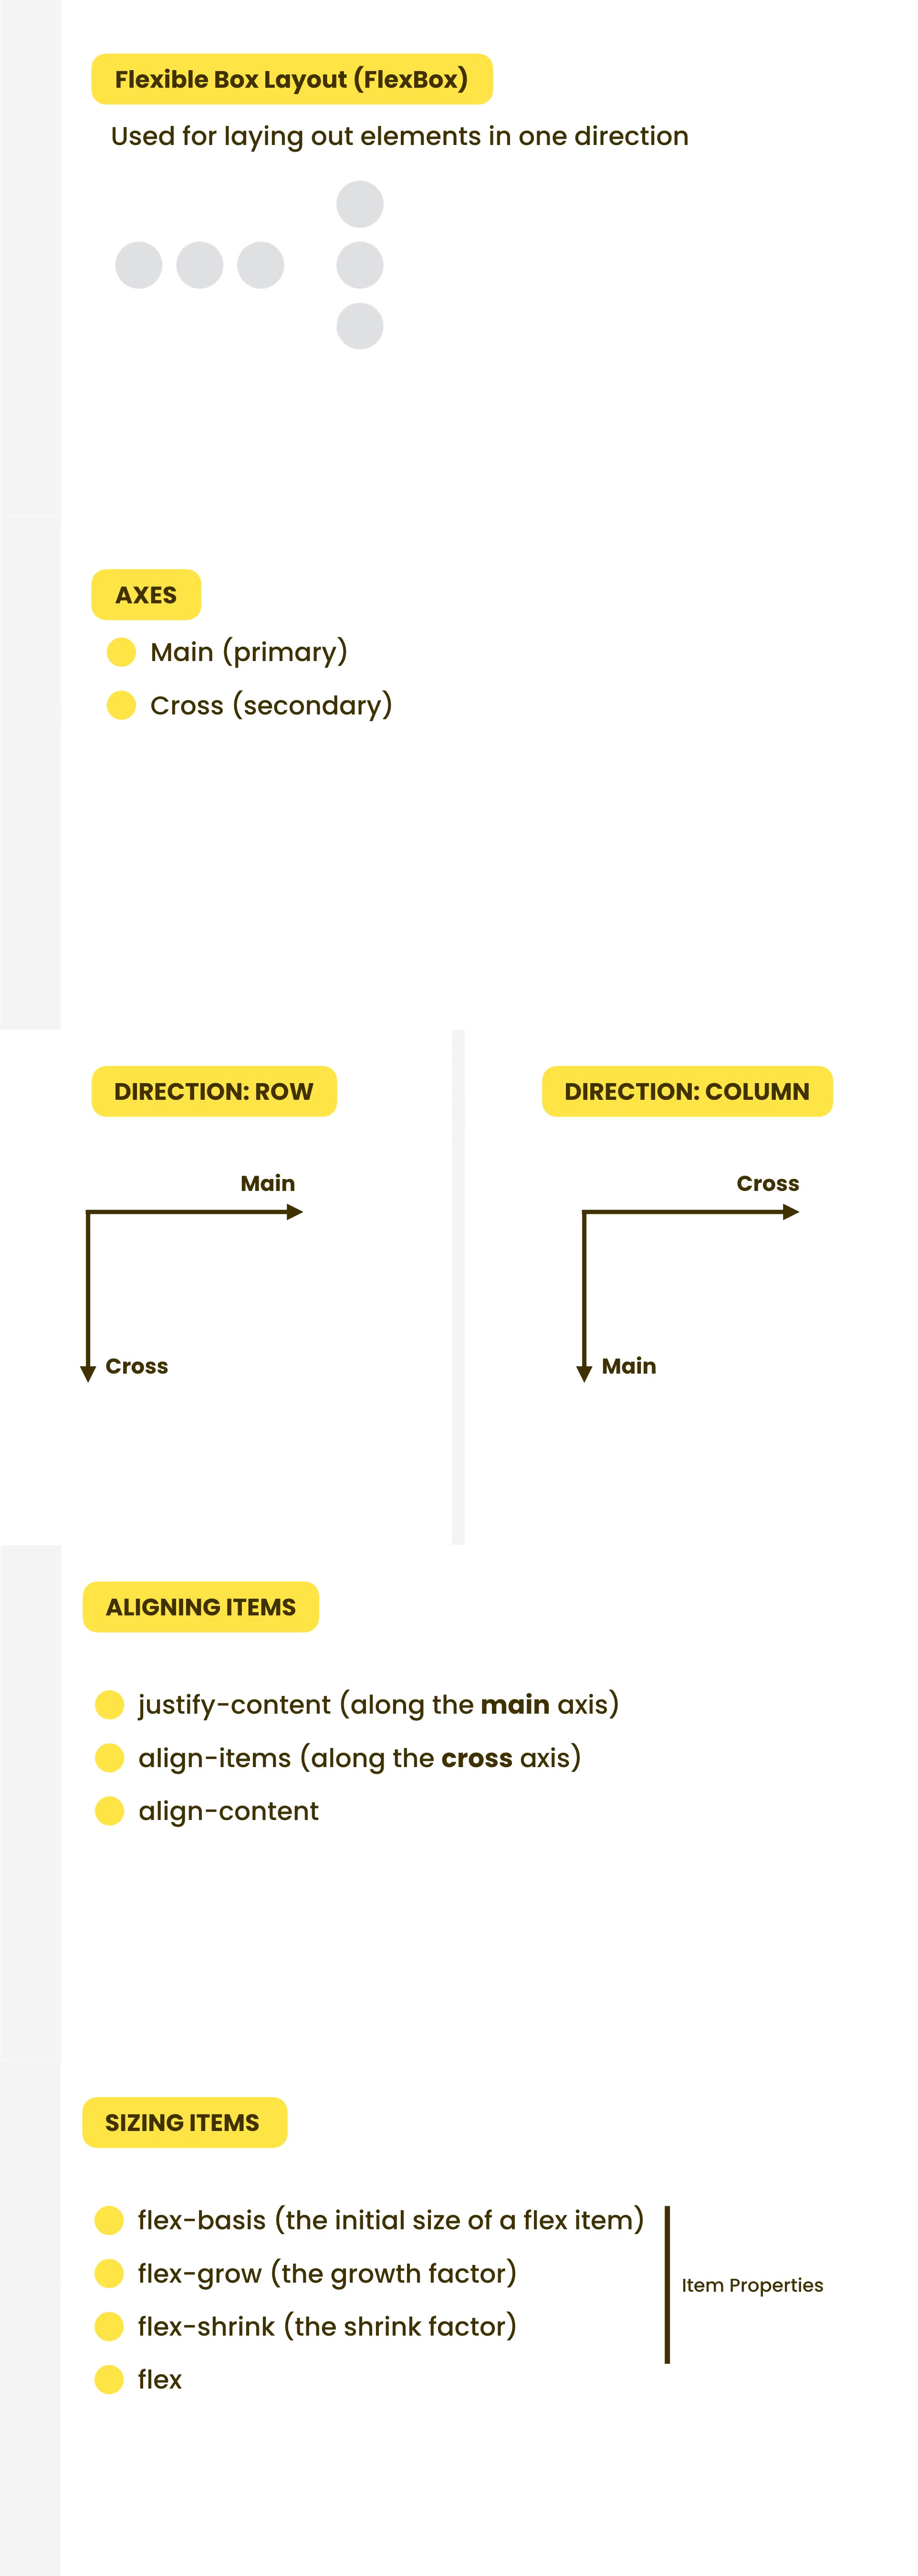 Flexible Box Layout (FlexBox)
Used for laying out elements in one direction
AXES
Main (primary)
Cross (secondary)
DIRECTION: ROW
Main
Cross
DIRECTION: COLUMN
Cross
Main
ALIGNING ITEMS
justify-content (along the main axis)
align-items (along the cross axis)
align-content
SIZING ITEMS
flex-basis (the initial size of a flex item)
flex-grow (the growth factor)
flex-shrink (the shrink factor)
flex
Item Properties